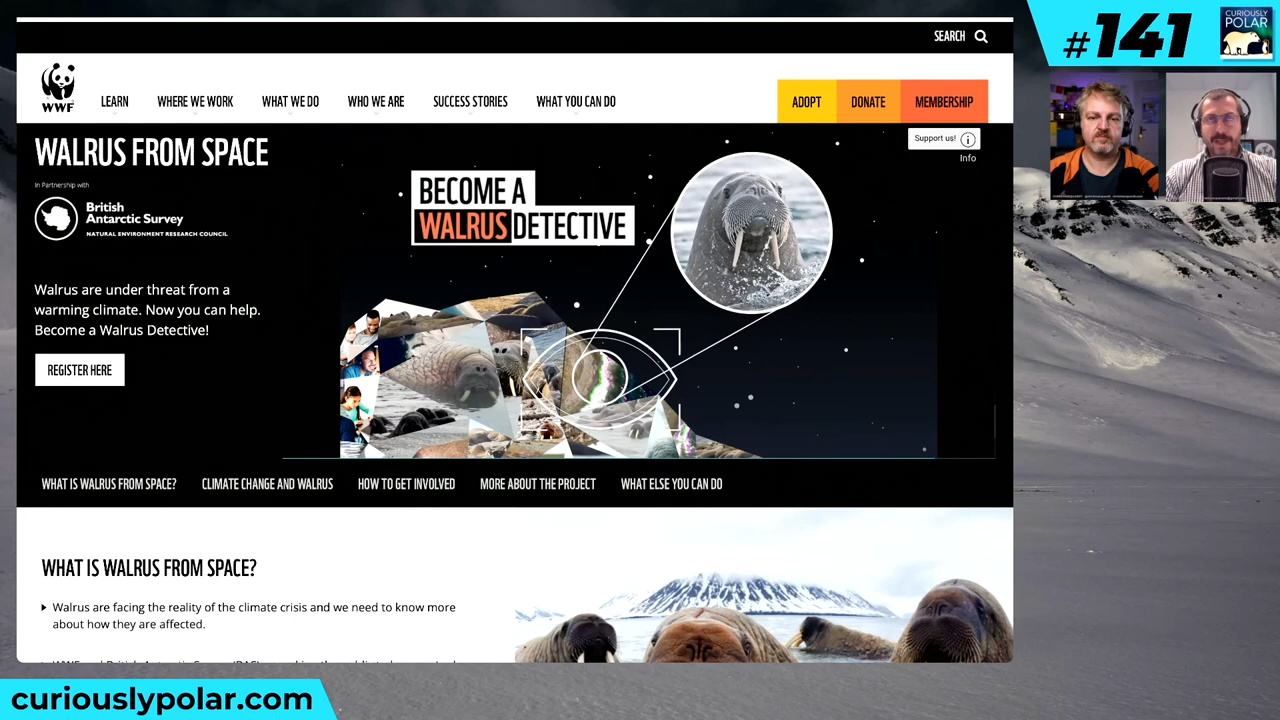 SEARCH
#141
CURIOUSLY
POLAR
WWF
LEARN
WHERE WE WORK
WHAT WE DO
WHO WE ARE
SUCCESS STORIES
WHAT YOU CAN DO
ADOPT
DONATE
MEMBERSHIP
WALRUS FROM SPACE
Support us!
Info
In Partnership with
British
Antarctic Survey
NATURAL ENVIRONMENT RESEARCH COUNCIL
BECOME A
WALRUS DETECTIVE
Walrus are under threat from a
warming climate. Now you can help.
Become a Walrus Detective!
REGISTER HERE
WHAT IS WALRUS FROM SPACE?
CLIMATE CHANGE AND WALRUS
HOW TO GET INVOLVED
MORE ABOUT THE PROJECT
WHAT ELSE YOU CAN DO
WHAT IS WALRUS FROM SPACE?
Walrus are facing the reality of the climate crisis and we need to know more
about how they are affected.
curiouslypolar.com